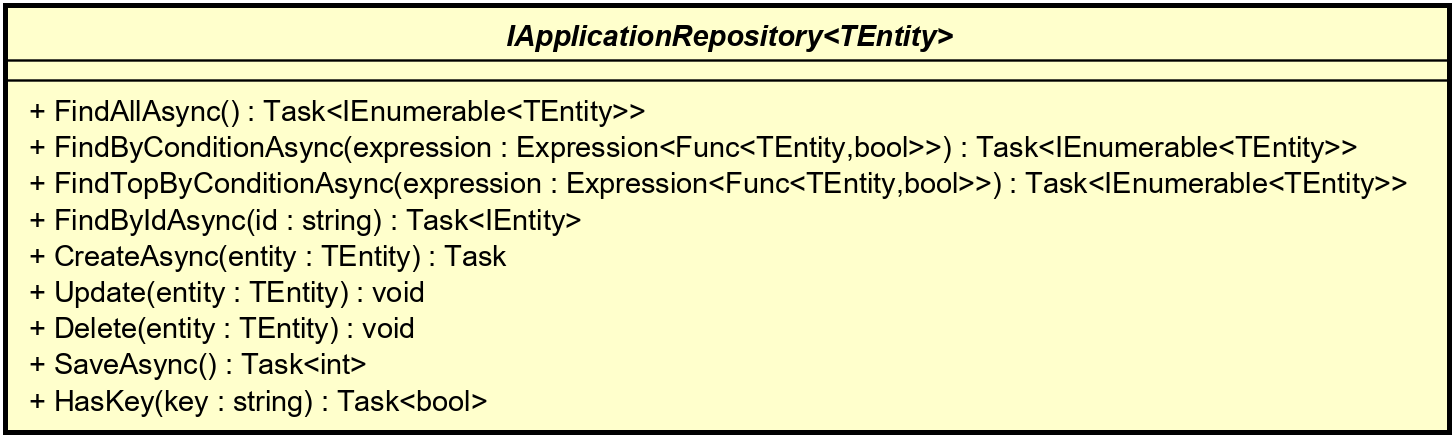 IApplicationRepository<TEntity>
+ FindAllAsync() : Task<IEnumerable<TEntity>>
+ FindByConditionAsync(expression : Expression<Func<TEntity,bool>>) : Task<IEnumerable<TEntity>>
+ FindTopByConditionAsync(expression : Expression<Func<TEntity,bool>>) : Task<IEnumerable<TEntity>>
+ FindByIdAsync(id : string) : Task<IEntity>
+ CreateAsync(entity : TEntity) : Task
+ Update(entity : TEntity) : void
+ Delete(entity : TEntity) : void
+ SaveAsync() : Task<int>
+ HasKey(key : string) : Task<bool>